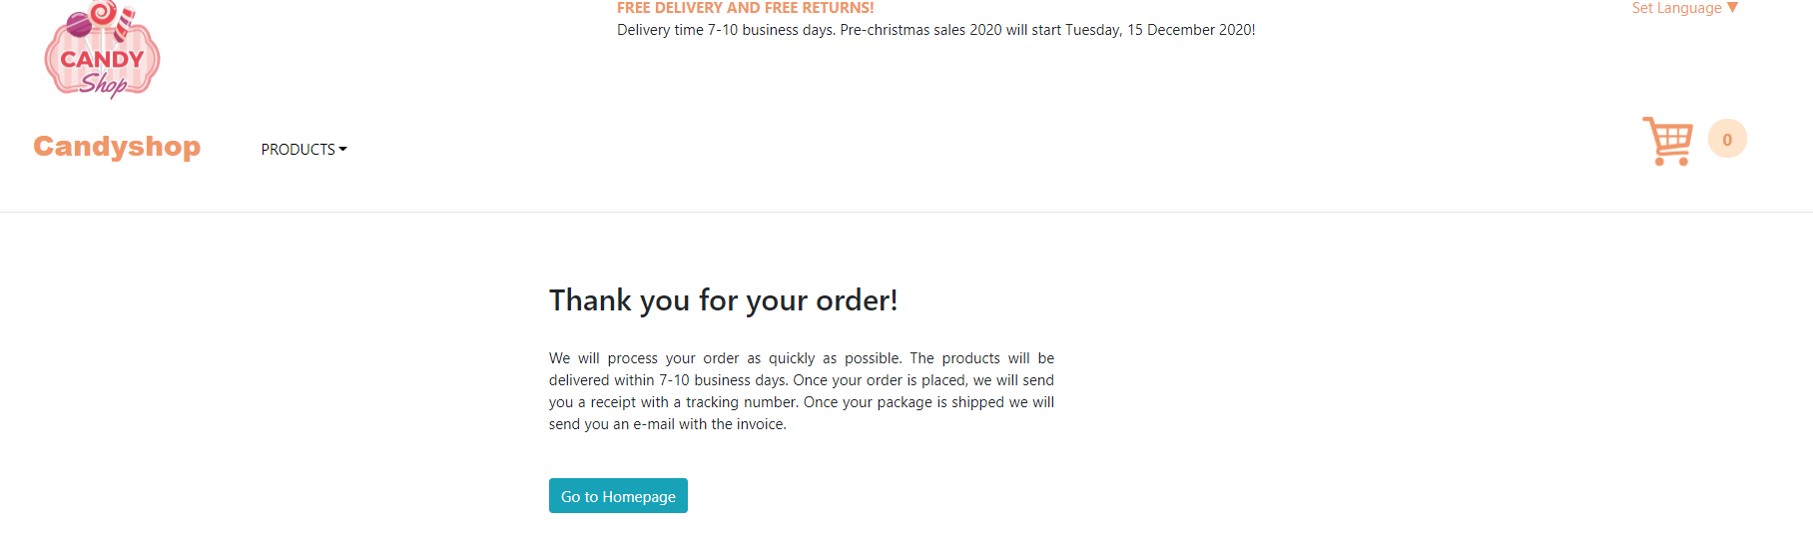 CANDY
Shop
FREE DELIVERY AND FREE RETURNS!
Delivery time 7-10 business days. Pre-christmas sales 2020 will start Tuesday, 15 December 2020!
Set Language ▼
Candyshop
PRODUCTS
0
Thank you for your order!
We will process your order as quickly as possible. The products will be
delivered within 7-10 business days. Once your order is placed, we will send
you a receipt with a tracking number. Once your package is shipped we will
send you an e-mail with the invoice.
Go to Homepage